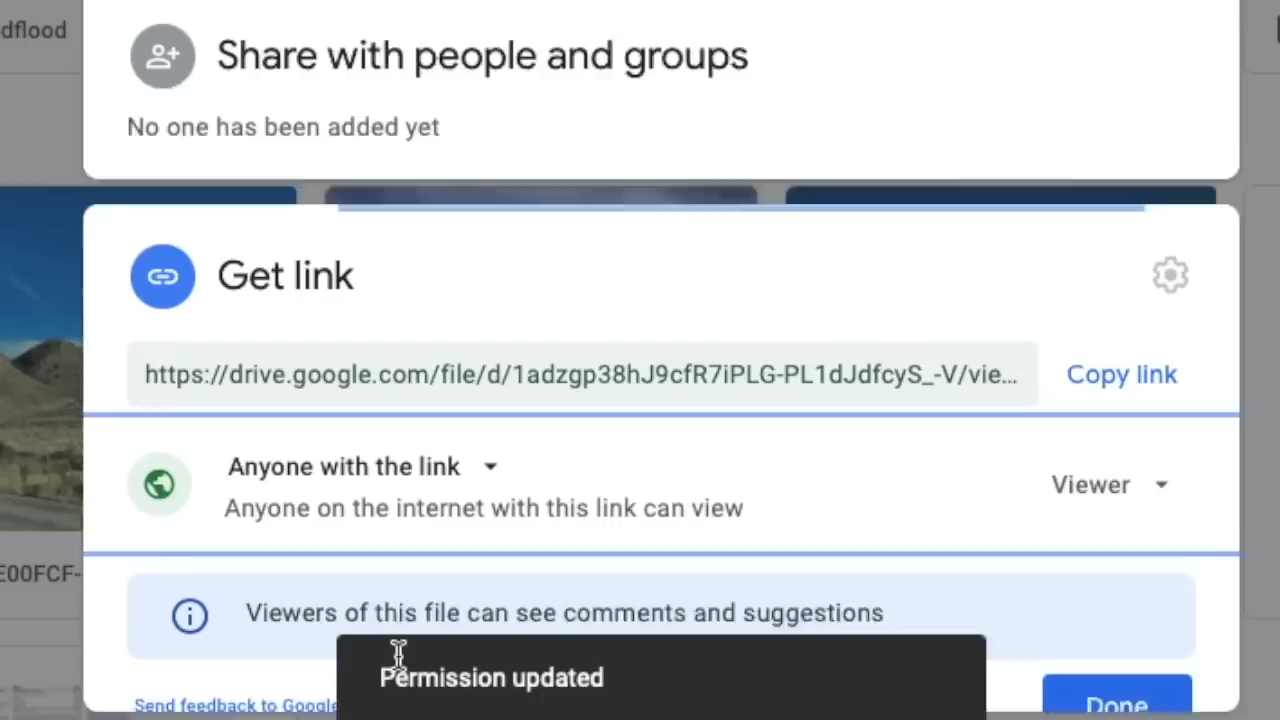 dflood
Share with people and groups
No one has been added yet
Get link
https://drive.google.com/file/d/1adzgp38hJ9cfR7iPLG-PL1dJdfcyS_-V/vie...
Copy link
Anyone with the link
Anyone on the internet with this link can view
Viewer
E00FCF-
Viewers of this file can see comments and suggestions
Permission updated
Send feedback to Google
Done